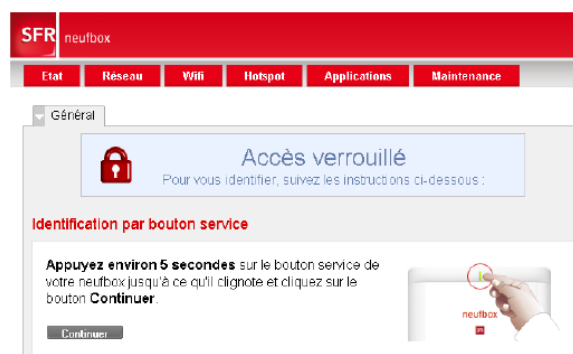 SFR neufbox
Etat Réseau Wifi Hotspot Applications Maintenance
Général
Accès verrouillé
Pour vous identifier, suivez les instructions ci-dessous :
Identification par bouton service
Appuyez environ 5 secondes sur le bouton service de
votre neufbox jusqu'à ce qu'il clignote et cliquez sur le
bouton Continuer.
neufbox
Continuer